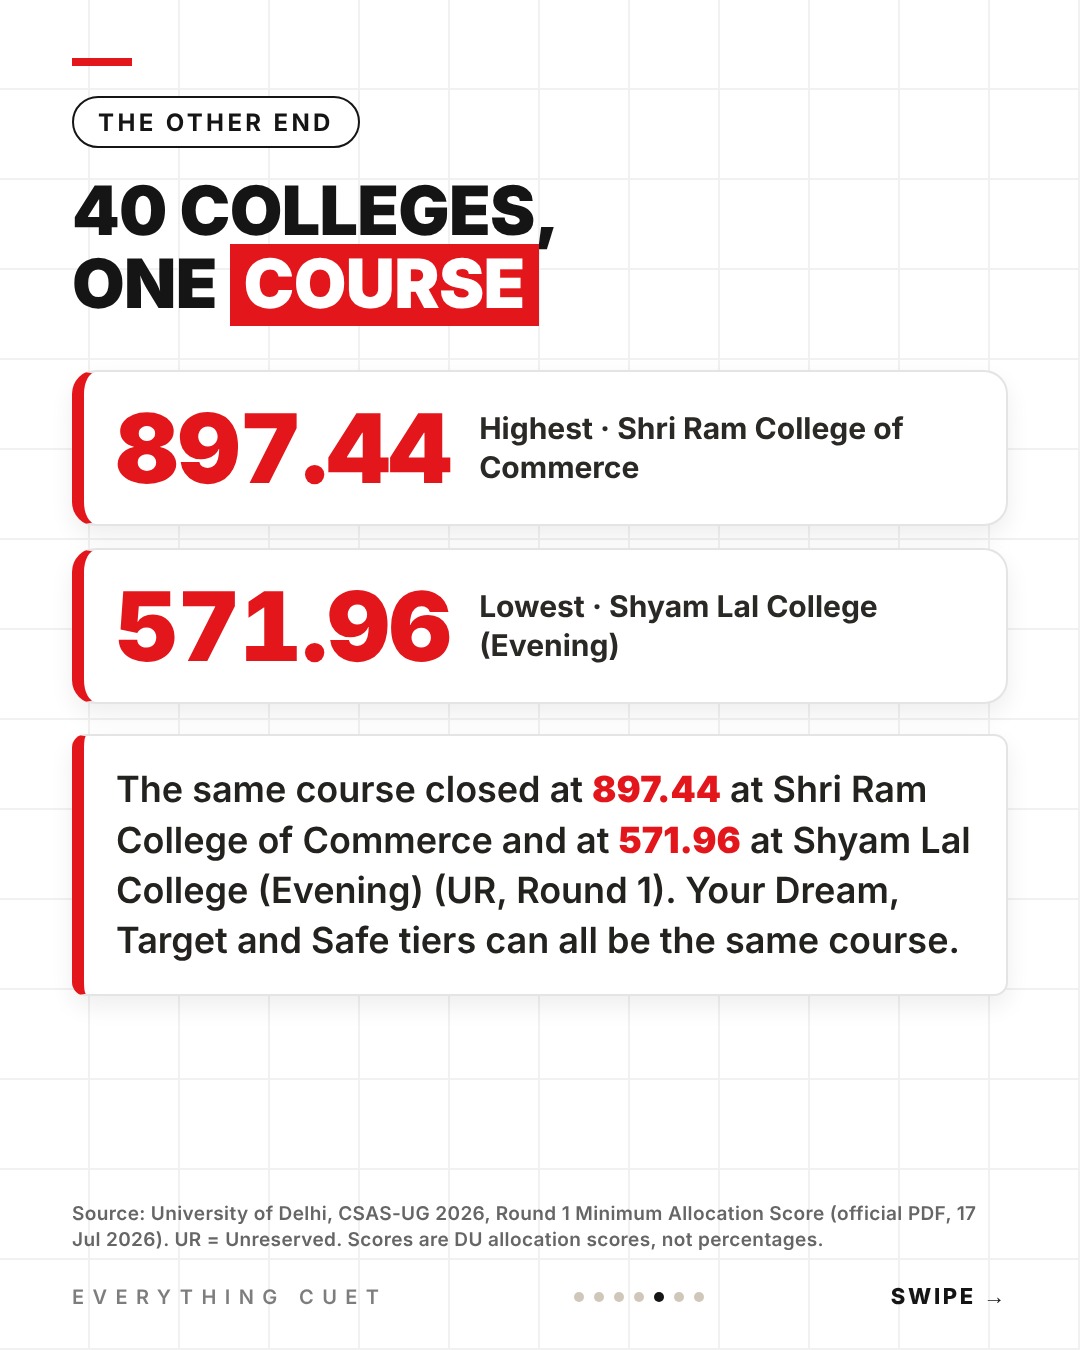 THE OTHER END
40 COLLEGES,
ONE COURSE
897.44
Highest · Shri Ram College of
Commerce
571.96
Lowest · Shyam Lal College
(Evening)
The same course closed at 897.44 at Shri Ram
College of Commerce and at 571.96 at Shyam Lal
College (Evening) (UR, Round 1). Your Dream,
Target and Safe tiers can all be the same course.
Source: University of Delhi, CSAS-UG 2026, Round 1 Minimum Allocation Score (official PDF, 17
Jul 2026). UR = Unreserved. Scores are DU allocation scores, not percentages.
EVERYTHING CUET
SWIPE →